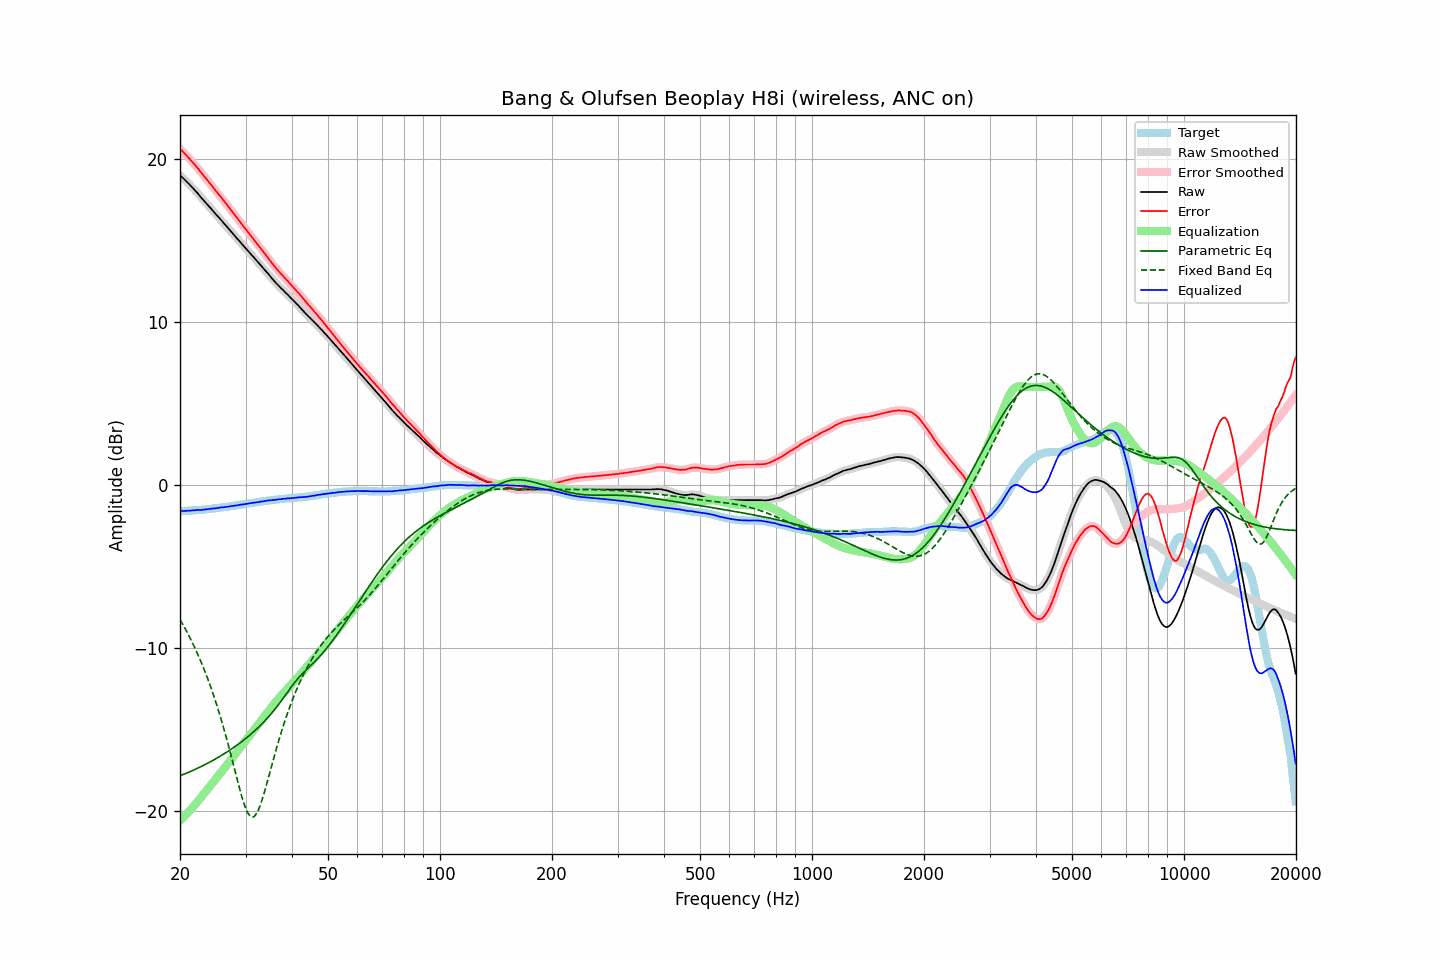 Bang & Olufsen Beoplay H8i (wireless, ANC on)
Target
Raw Smoothed
Error Smoothed
Raw
Error
Equalization
Parametric Eq
Fixed Band Eq
Equalized
Amplitude (dBr)
20
10
0
−10
−20
20 50 100 200 500 1000 2000 5000 10000 20000
Frequency (Hz)